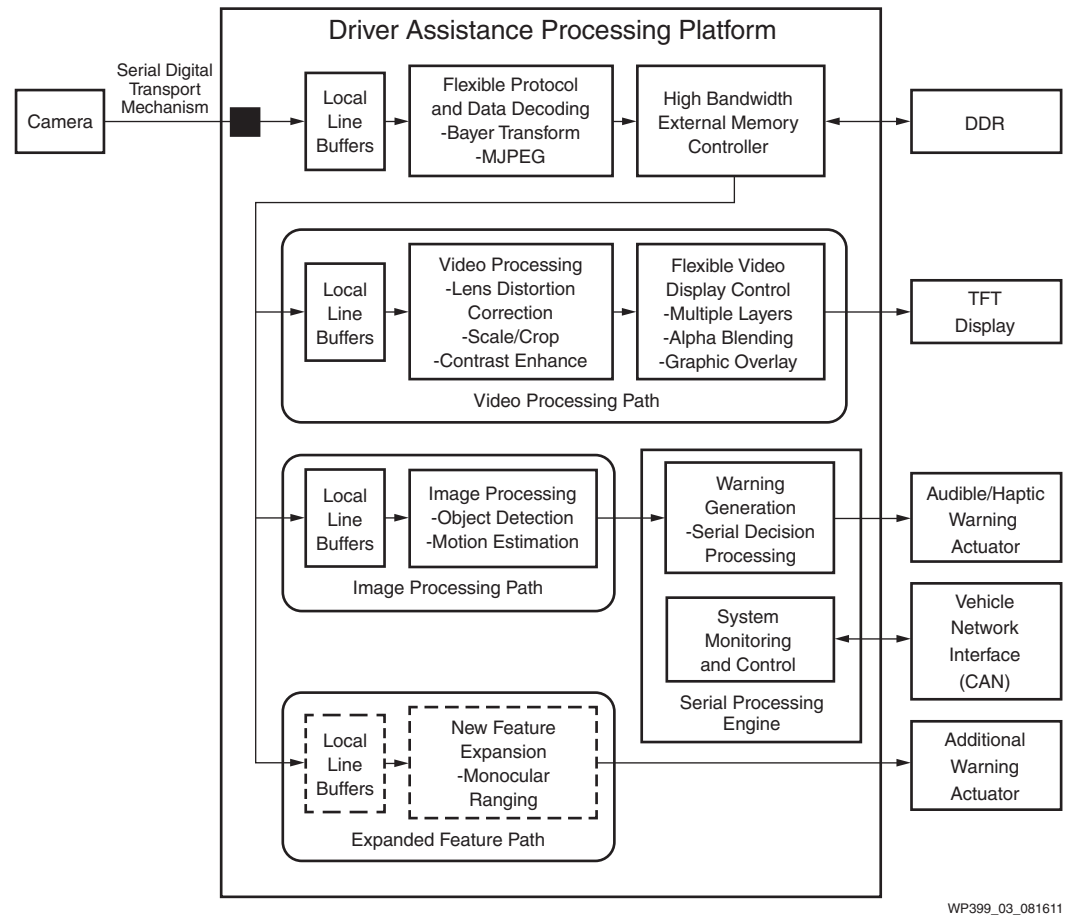 Driver Assistance Processing Platform
Serial Digital
Transport
Mechanism
Camera
Local
Line
Buffers
Flexible Protocol
and Data Decoding
-Bayer Transform
-MJPEG
High Bandwidth
External Memory
Controller
DDR
Local
Line
Buffers
Video Processing
-Lens Distortion
Correction
-Scale/Crop
-Contrast Enhance
Flexible Video
Display Control
-Multiple Layers
-Alpha Blending
-Graphic Overlay
Video Processing Path
TFT
Display
Local
Line
Buffers
Image Processing
-Object Detection
-Motion Estimation
Image Processing Path
Warning
Generation
-Serial Decision
Processing
Audible/Haptic
Warning
Actuator
System
Monitoring
and Control
Serial Processing
Engine
Vehicle
Network
Interface
(CAN)
Local
Line
Buffers
New Feature
Expansion
-Monocular
Ranging
Expanded Feature Path
Additional
Warning
Actuator
WP399_03_081611